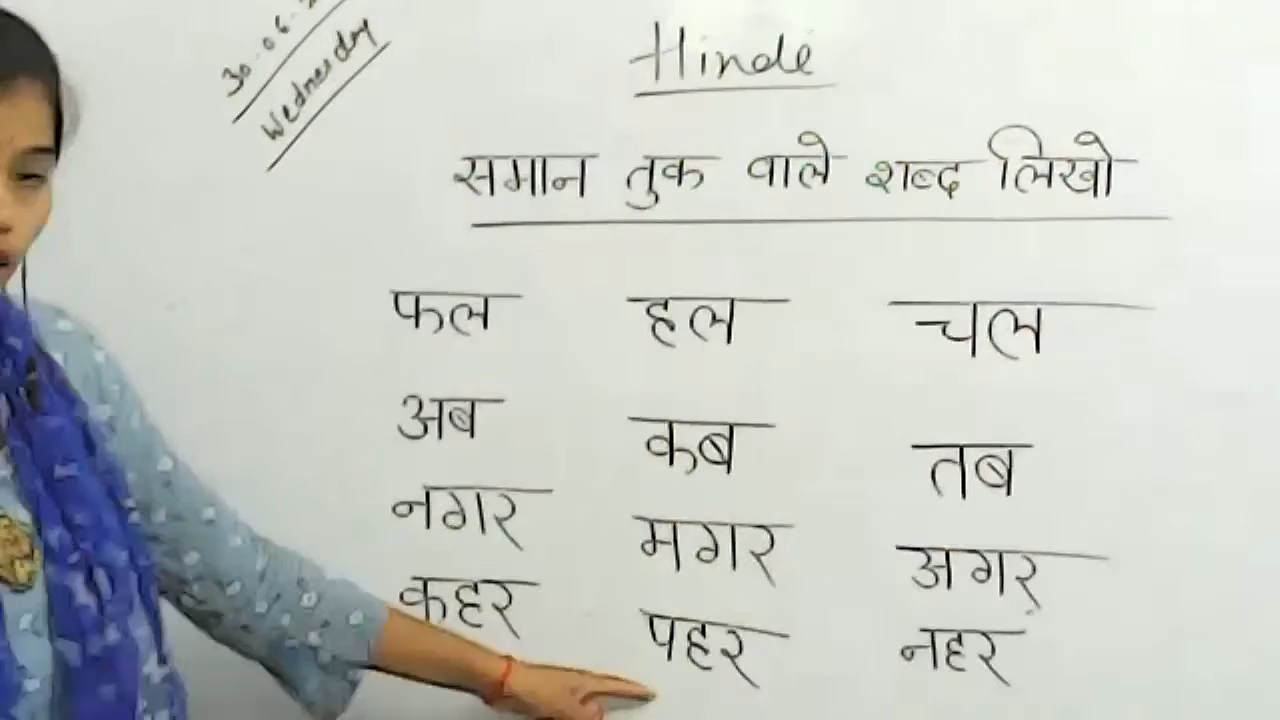 30.06.
Wednesday
Hinde
समान तुक वाले शब्द लिखो
फल हल चल
अब कब तब
नगर मगर अगर
कहर पहर नहर